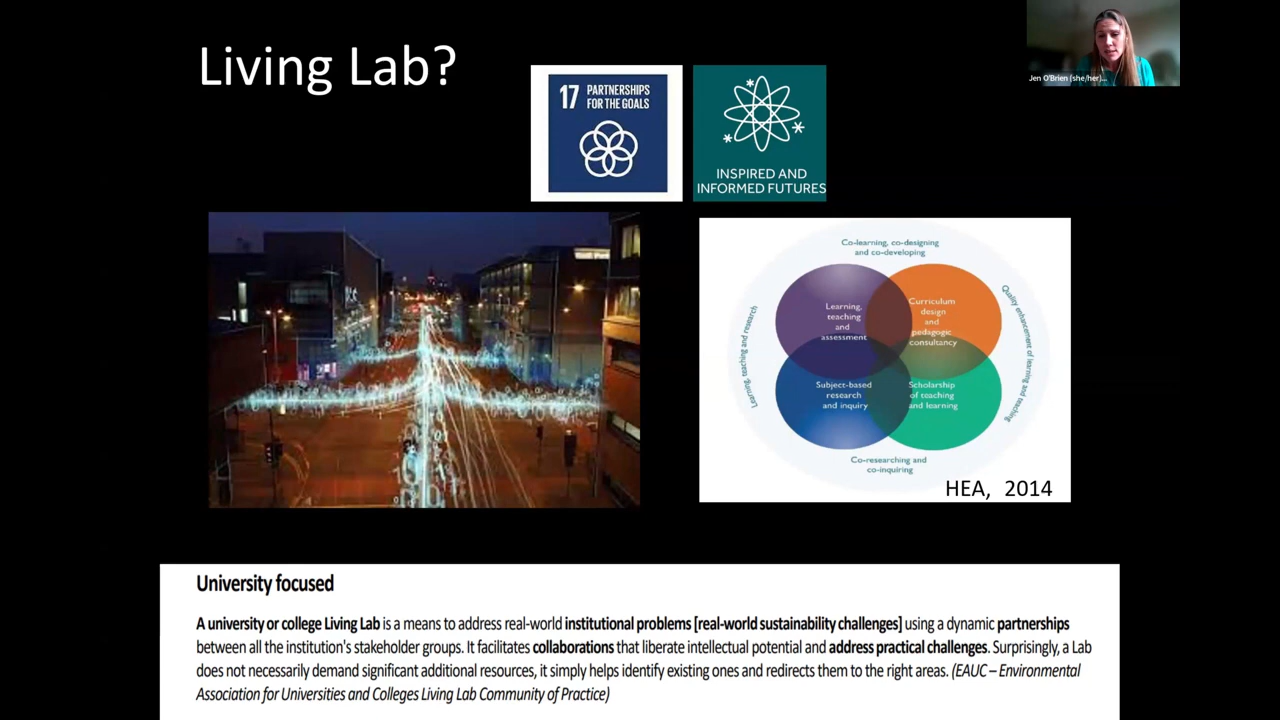 Living Lab?
Jen O'Brien (she/her)...
17 PARTNERSHIPS
FOR THE GOALS
INSPIRED AND
INFORMED FUTURES
Co-learning, co-designing
and co-developing
Learning, teaching and research
Quality enhancement of learning and teaching
Learning,
teaching
and
assessment
Curriculum
design
and
pedagogic
consultancy
Subject-based
research
and inquiry
Scholarship
of teaching
and learning
Co-researching and
co-inquiring
HEA, 2014
University focused
A university or college Living Lab is a means to address real-world institutional problems [real-world sustainability challenges] using a dynamic partnerships
between all the institution's stakeholder groups. It facilitates collaborations that liberate intellectual potential and address practical challenges. Surprisingly, a Lab
does not necessarily demand significant additional resources, it simply helps identify existing ones and redirects them to the right areas. (EAUC – Environmental
Association for Universities and Colleges Living Lab Community of Practice)